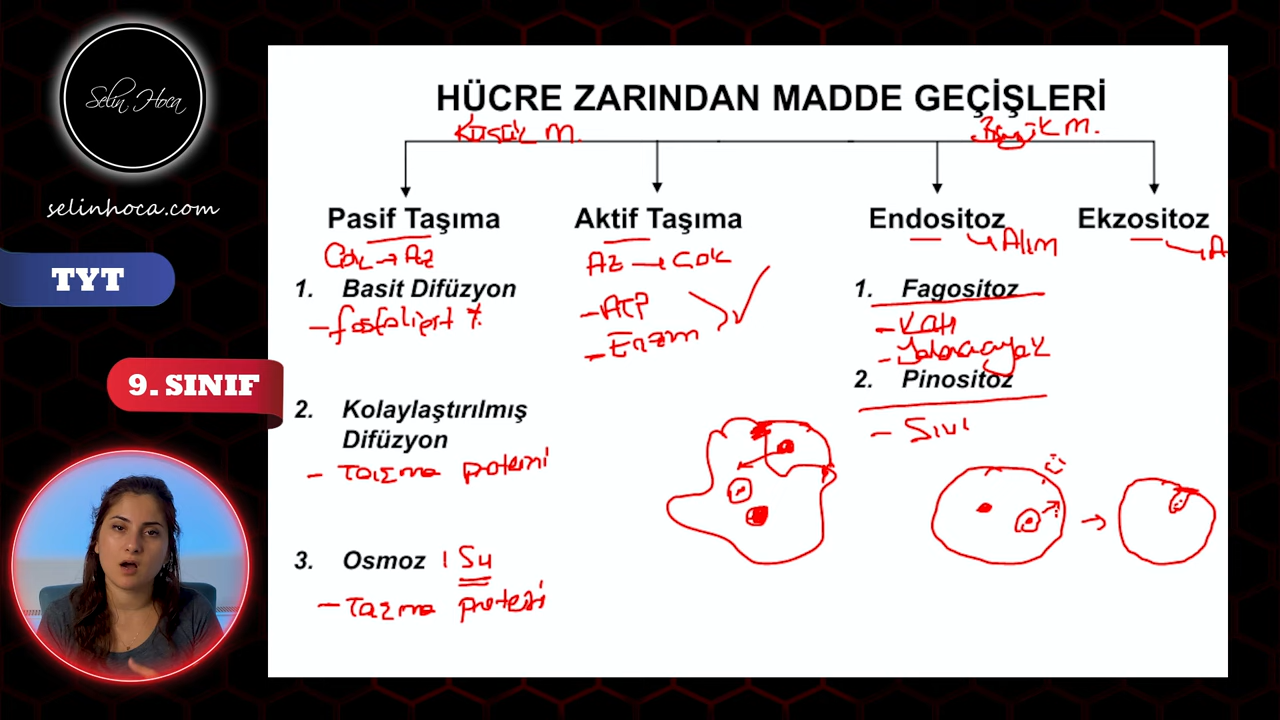 Selin Hoca
selinhoca.com
TYT
9. SINIF
HÜCRE ZARINDAN MADDE GEÇİŞLERİ
Küçük M.
Büyük M.
Pasif Taşıma
Çok → Az
1. Basit Difüzyon
- fosfolipit t.
2. Kolaylaştırılmış
Difüzyon
- Taşıma proteini
3. Osmoz | Su
- Taşıma proteini
Aktif Taşıma
Az → Çok
- ATP
- Enzim
Endositoz
Alım
1. Fagositoz
- Katı
- Yalancıayak
2. Pinositoz
- Sıvı
Ekzositoz
A